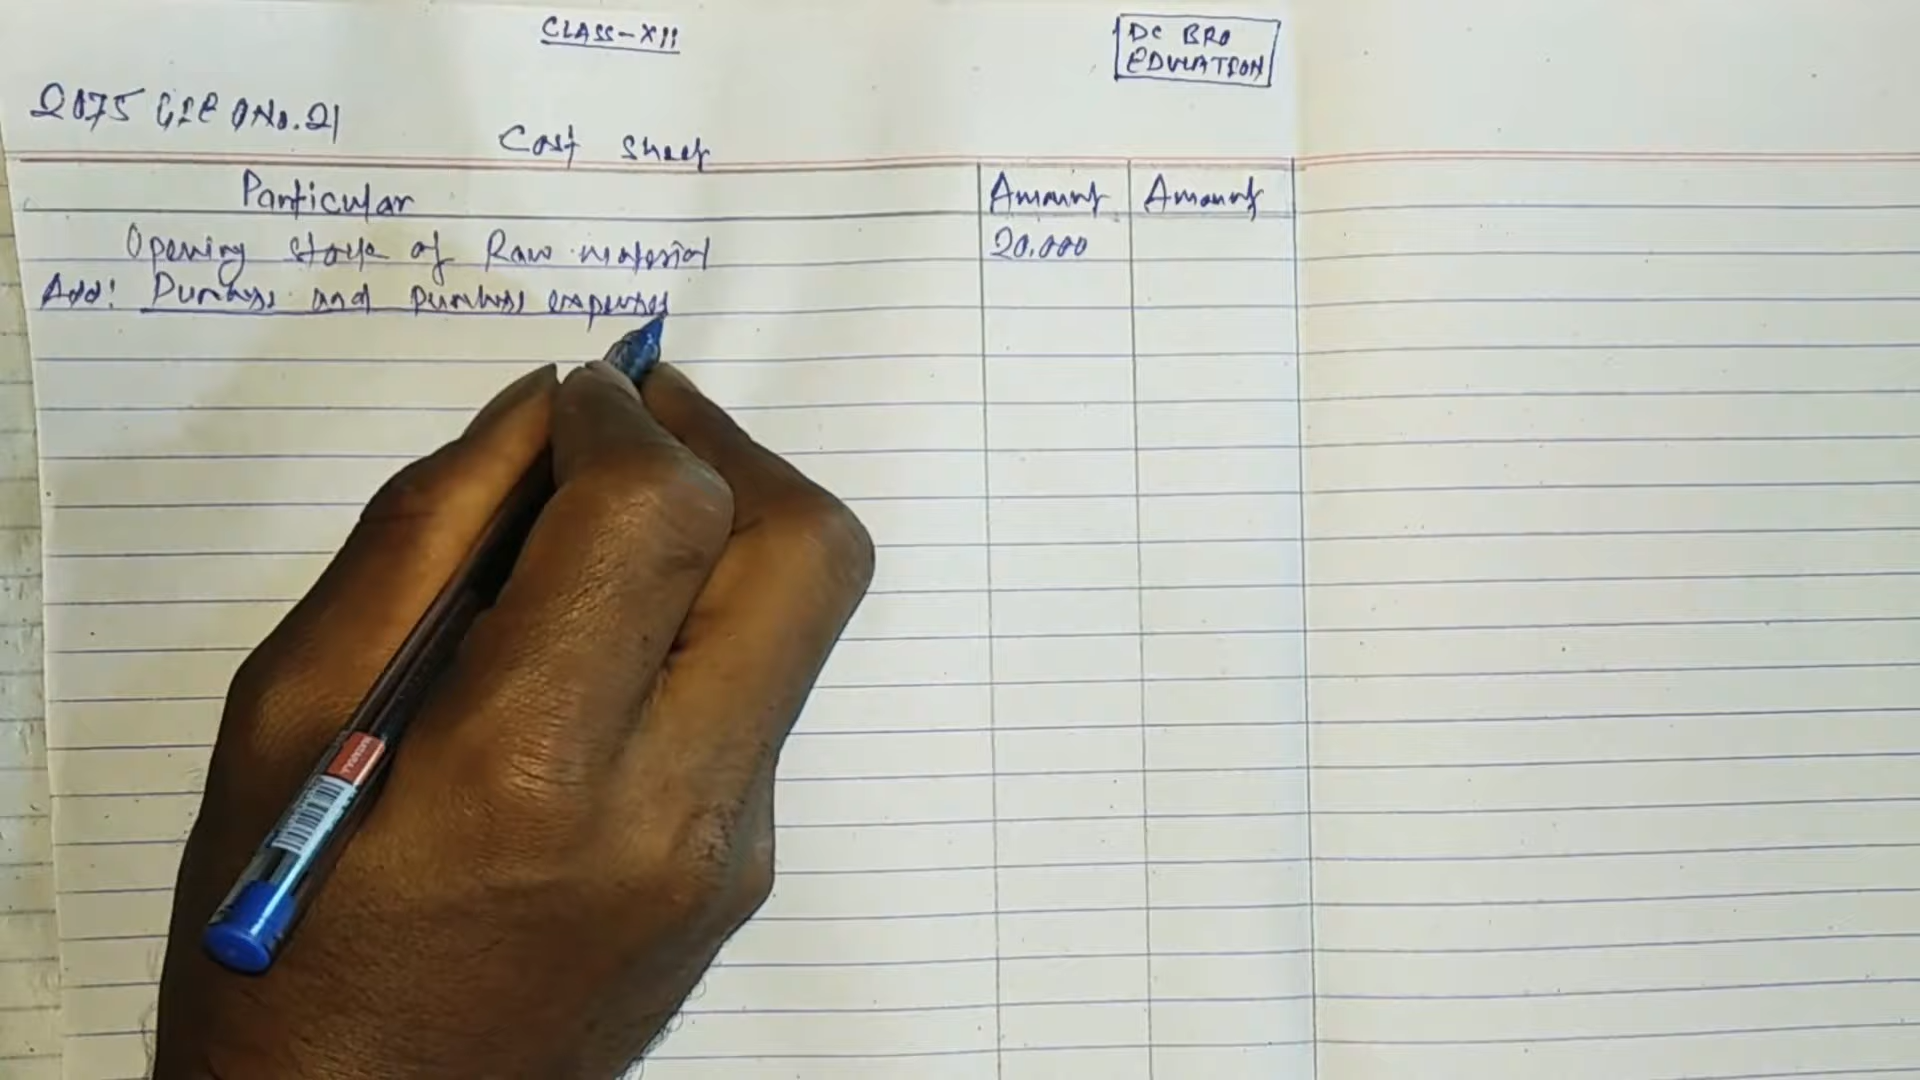 CLASS-XII
DC BRO
EDUCATION
2075 GIE QNo.21
Cost Sheet
Particular Amount Amount
Opening stock of Raw material 20,000
Add: Purchase and purchase expenses